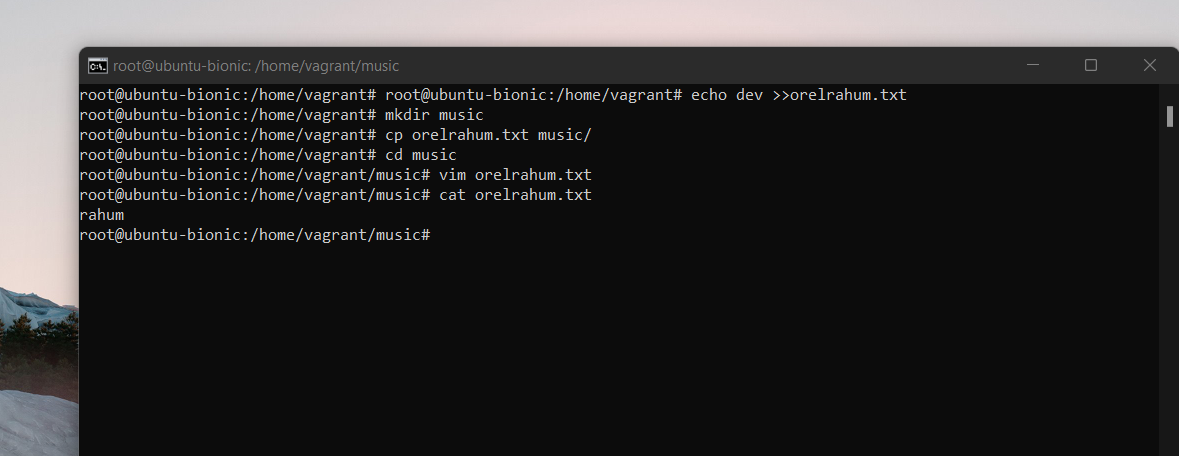 root@ubuntu-bionic: /home/vagrant/music
root@ubuntu-bionic:/home/vagrant# root@ubuntu-bionic:/home/vagrant# echo dev >>orelrahum.txt
root@ubuntu-bionic:/home/vagrant# mkdir music
root@ubuntu-bionic:/home/vagrant# cp orelrahum.txt music/
root@ubuntu-bionic:/home/vagrant# cd music
root@ubuntu-bionic:/home/vagrant/music# vim orelrahum.txt
root@ubuntu-bionic:/home/vagrant/music# cat orelrahum.txt
rahum
root@ubuntu-bionic:/home/vagrant/music#